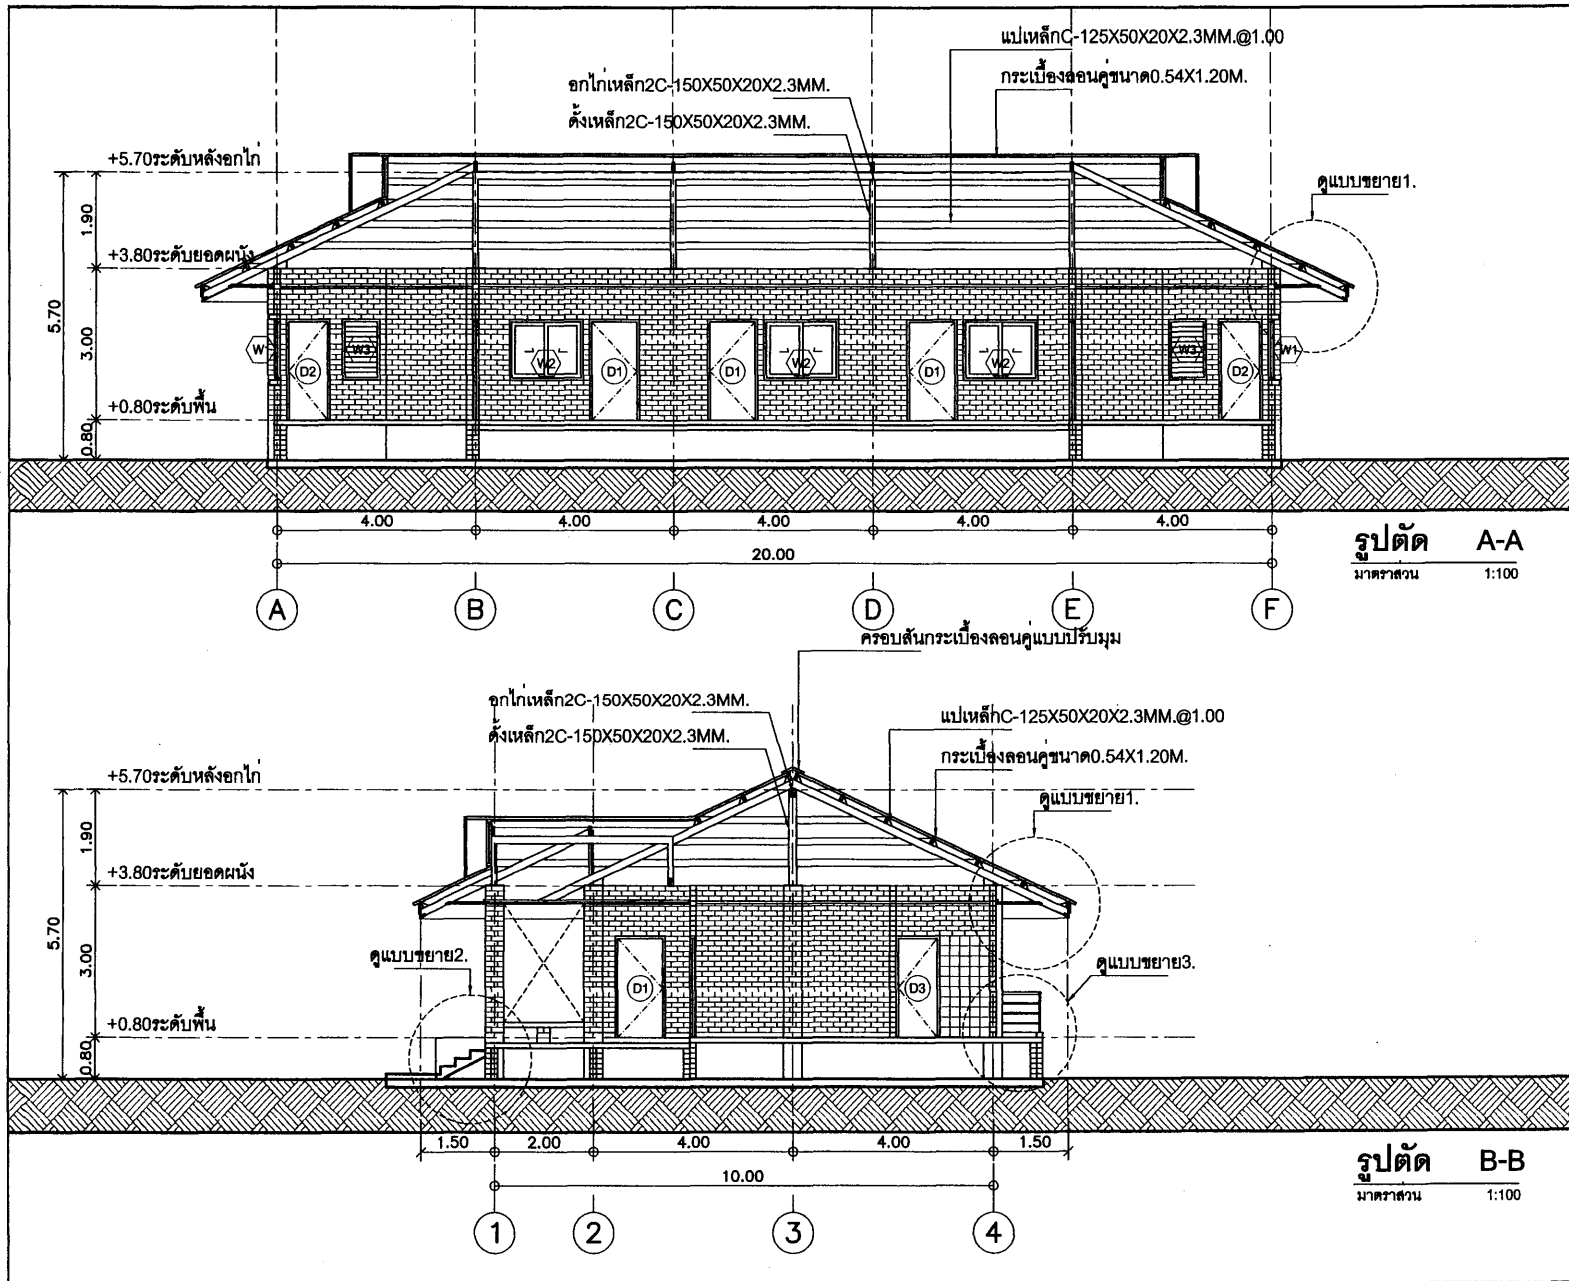 แปเหล็กC-125X50X20X2.3MM.@1.00
อกไก่เหล็ก2C-150X50X20X2.3MM.
กระเบื้องลอนคู่ขนาด0.54X1.20M.
ดั้งเหล็ก2C-150X50X20X2.3MM.
+5.70ระดับหลังอกไก่
ดูแบบขยาย1.
1.90
+3.80ระดับยอดผนัง
5.70
3.00
W
D2
W3
W2
D1
D1
W2
D1
W2
W3
D2
W1
+0.80ระดับพื้น
0.80
4.00
4.00
4.00
4.00
4.00
20.00
รูปตัด A-A
มาตราส่วน 1:100
A
B
C
D
E
F
ครอบสันกระเบื้องลอนคู่แบบปรับมุม
อกไก่เหล็ก2C-150X50X20X2.3MM.
แปเหล็กC-125X50X20X2.3MM.@1.00
ดั้งเหล็ก2C-150X50X20X2.3MM.
กระเบื้องลอนคู่ขนาด0.54X1.20M.
+5.70ระดับหลังอกไก่
ดูแบบขยาย1.
1.90
+3.80ระดับยอดผนัง
5.70
3.00
ดูแบบขยาย2.
ดูแบบขยาย3.
D1
D3
+0.80ระดับพื้น
0.80
1.50
2.00
4.00
4.00
1.50
10.00
รูปตัด B-B
มาตราส่วน 1:100
1
2
3
4